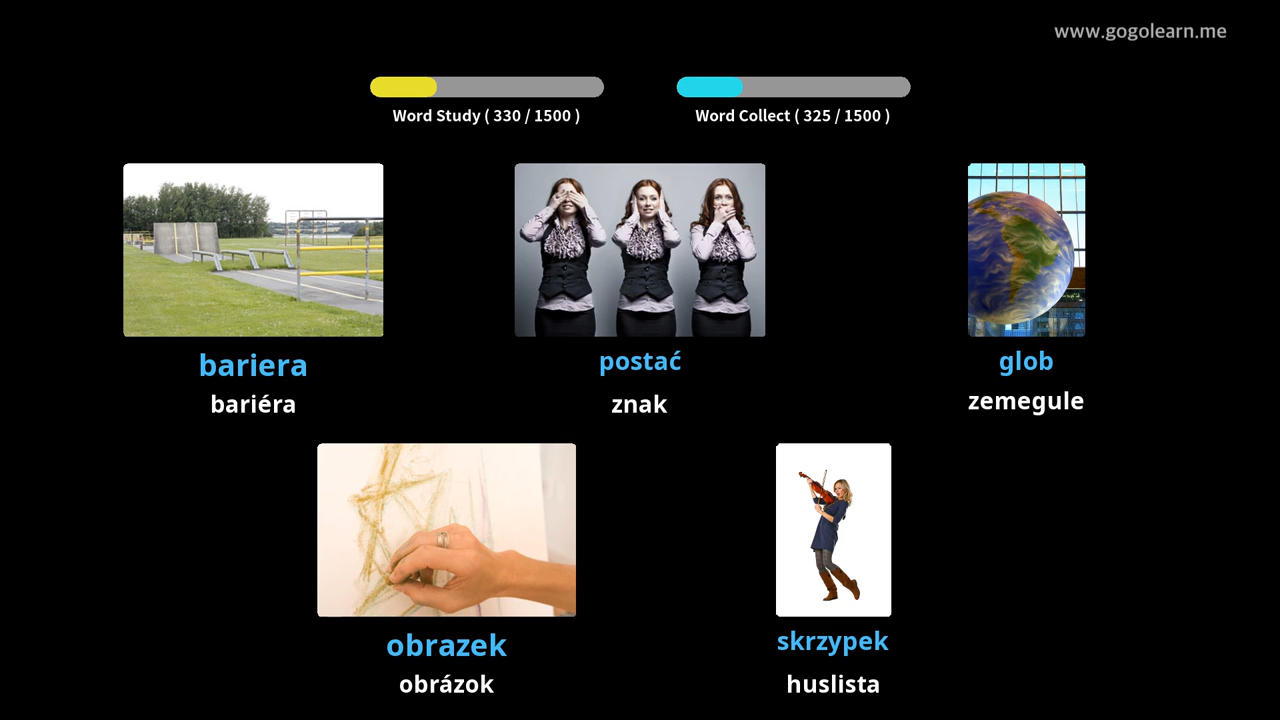 www.gogolearn.me
Word Study ( 330 / 1500 )
Word Collect ( 325 / 1500 )
bariera
bariéra
postać
znak
glob
zemegule
obrazek
obrázok
skrzypek
huslista